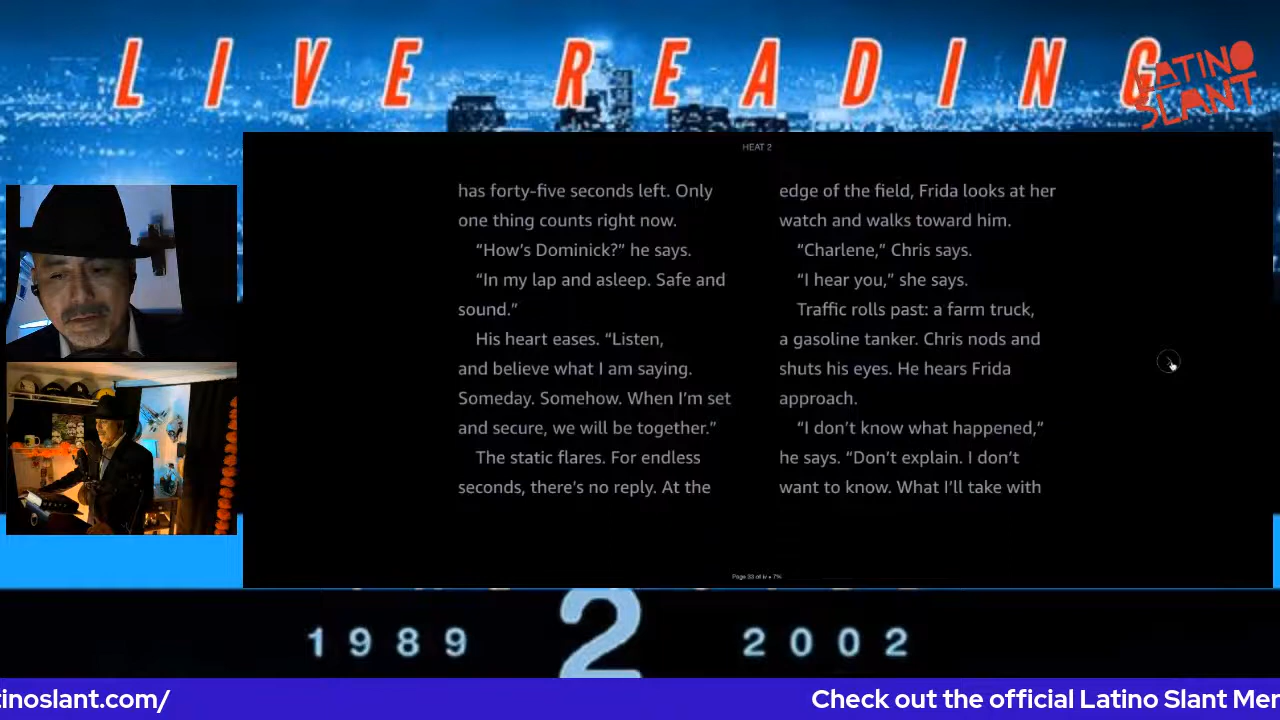 LIVE READING
LATINO
SLANT
HEAT 2
has forty-five seconds left. Only
one thing counts right now.
“How’s Dominick?” he says.
“In my lap and asleep. Safe and
sound.”
His heart eases. “Listen,
and believe what I am saying.
Someday. Somehow. When I’m set
and secure, we will be together.”
The static flares. For endless
seconds, there’s no reply. At the
edge of the field, Frida looks at her
watch and walks toward him.
“Charlene,” Chris says.
“I hear you,” she says.
Traffic rolls past: a farm truck,
a gasoline tanker. Chris nods and
shuts his eyes. He hears Frida
approach.
“I don’t know what happened,“
he says. “Don’t explain. I don’t
want to know. What I’ll take with
Page 33 of iv • 7%
1989 2 2002
tinoslant.com/
Check out the official Latino Slant Mer